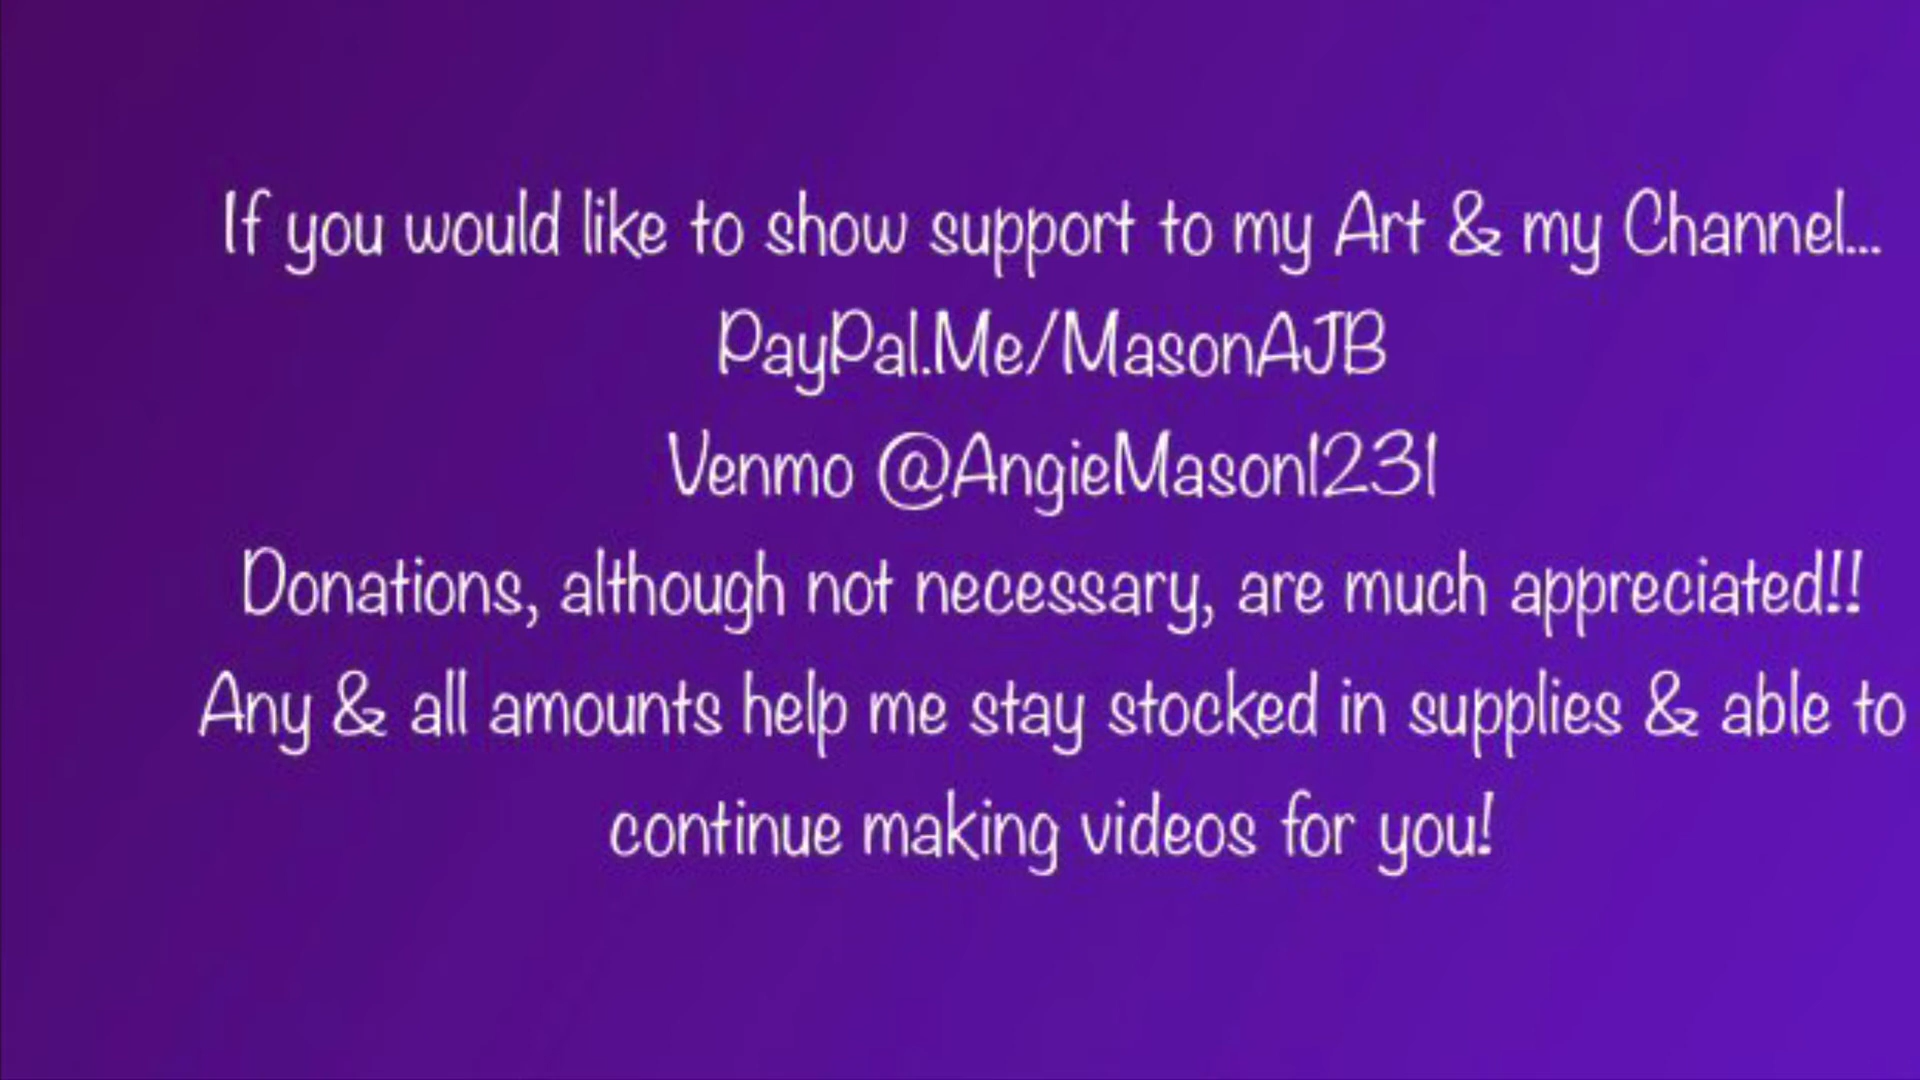 If you would like to show support to my Art & my Channel...
PayPal.Me/MasonAJB
Venmo @AngieMason1231
Donations, although not necessary, are much appreciated!!
Any & all amounts help me stay stocked in supplies & able to
continue making videos for you!